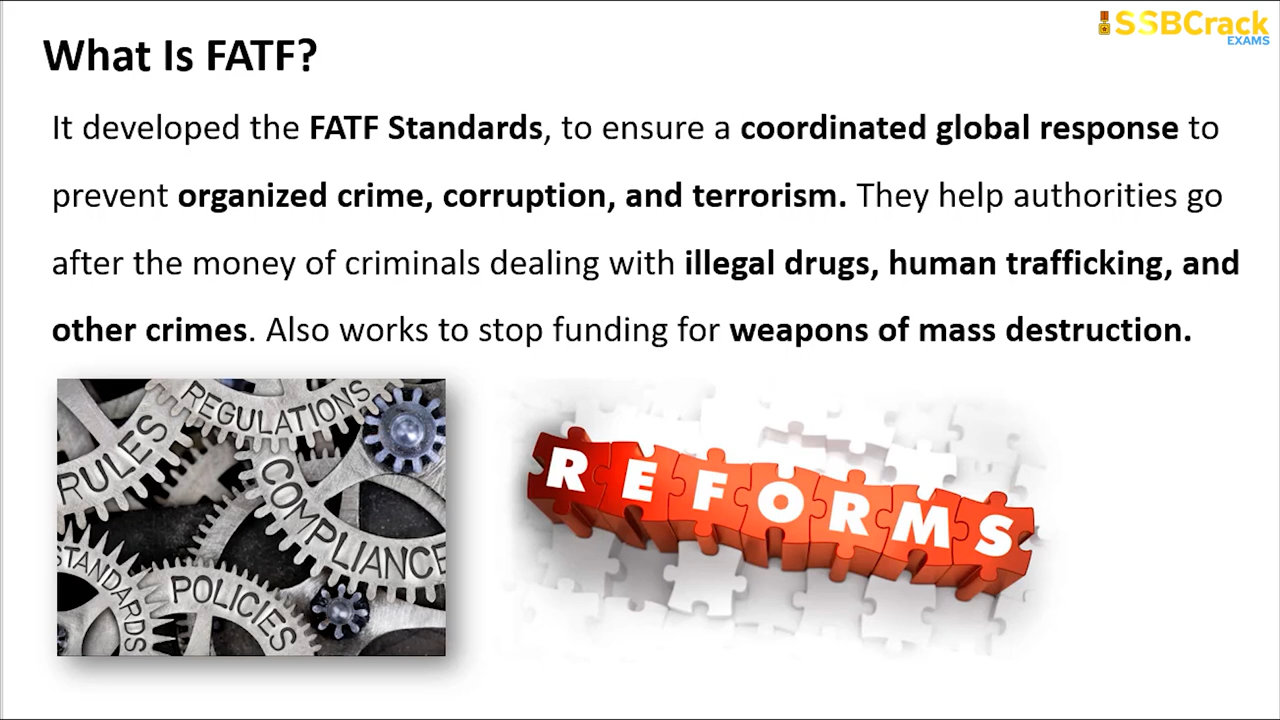 SSBCrack
EXAMS
What Is FATF?
It developed the FATF Standards, to ensure a coordinated global response to
prevent organized crime, corruption, and terrorism. They help authorities go
after the money of criminals dealing with illegal drugs, human trafficking, and
other crimes. Also works to stop funding for weapons of mass destruction.
REGULATIONS
RULES
COMPLIANCE
STANDARDS
POLICIES
REFORMS